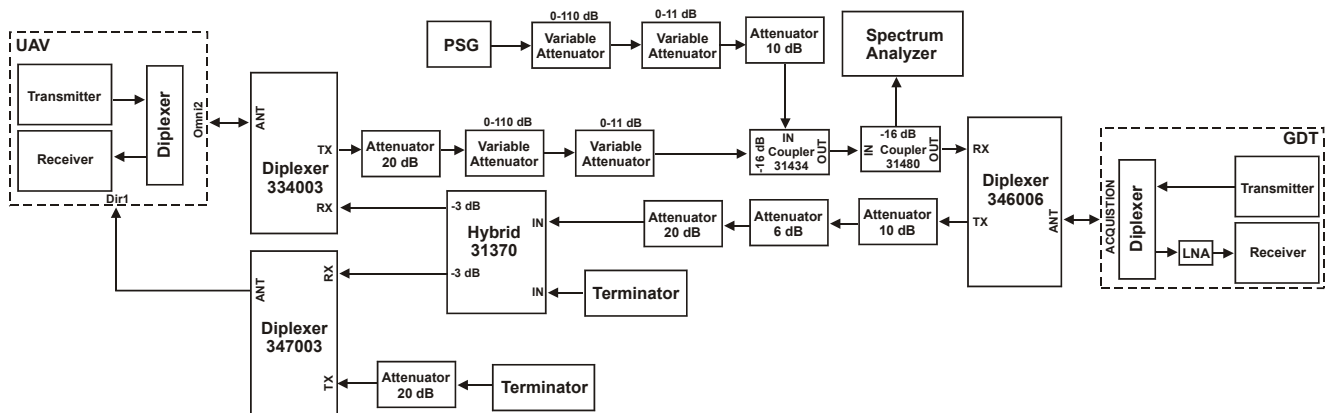 UAV
Transmitter
Receiver
Diplexer
Omni2
Dir1
ANT
TX
RX
Diplexer
334003
PSG
0-110 dB
Variable
Attenuator
0-11 dB
Variable
Attenuator
Attenuator
10 dB
Spectrum
Analyzer
Attenuator
20 dB
0-110 dB
Variable
Attenuator
0-11 dB
Variable
Attenuator
-16 dB
IN
Coupler
31434
OUT
IN
-16 dB
Coupler
31480
OUT
RX
Diplexer
346006
TX
ANT
GDT
ACQUISTION
Diplexer
Transmitter
LNA
Receiver
-3 dB
Hybrid
31370
-3 dB
IN
IN
Attenuator
20 dB
Attenuator
6 dB
Attenuator
10 dB
Terminator
ANT
RX
Diplexer
347003
TX
Attenuator
20 dB
Terminator